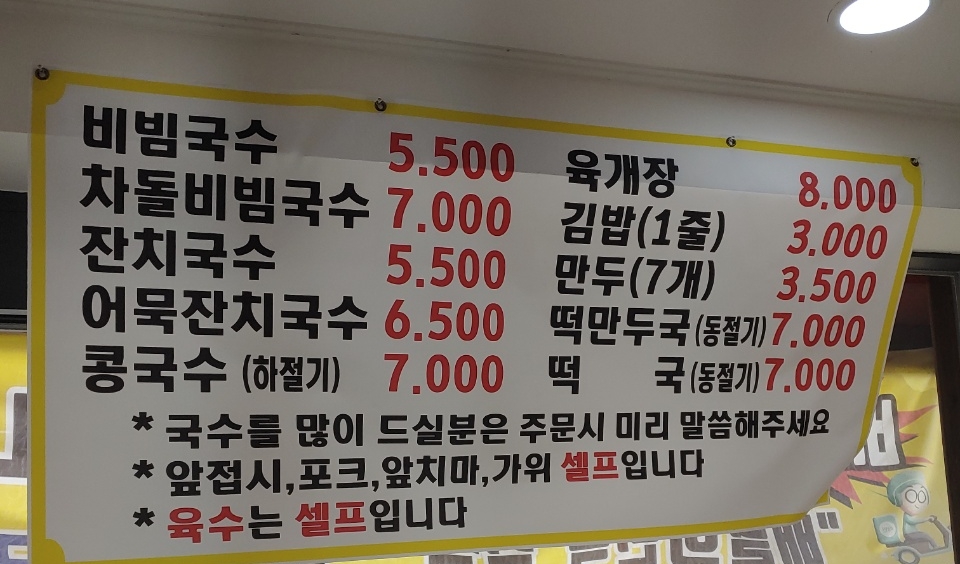 비빔국수 5.500
차돌비빔국수 7.000
잔치국수 5.500
어묵잔치국수 6.500
콩국수 (하절기) 7.000
육개장 8.000
김밥(1줄) 3.000
만두(7개) 3.500
떡만두국 (동절기) 7.000
떡 국 (동절기) 7.000
* 국수를 많이 드실분은 주문시 미리 말씀해주세요
* 앞접시,포크,앞치마,가위 셀프입니다
* 육수는 셀프입니다